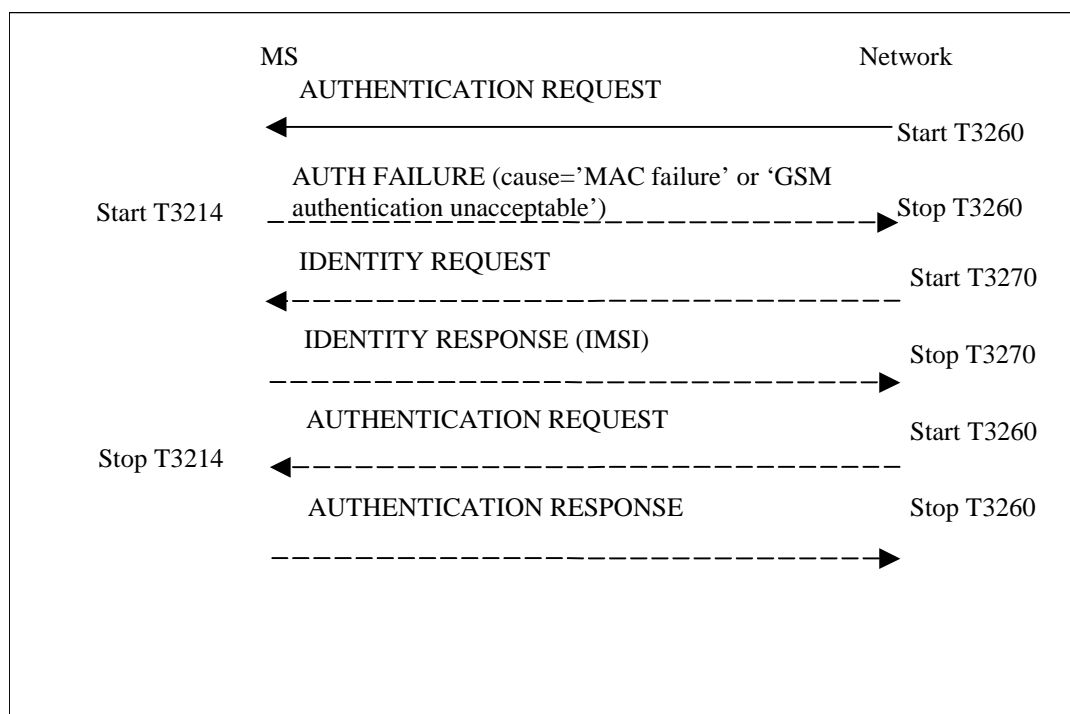 MS Network
AUTHENTICATION REQUEST
Start T3260
AUTH FAILURE (cause=’MAC failure’ or ‘GSM
authentication unacceptable’)
Start T3214
Stop T3260
IDENTITY REQUEST
Start T3270
IDENTITY RESPONSE (IMSI)
Stop T3270
AUTHENTICATION REQUEST
Start T3260
Stop T3214
AUTHENTICATION RESPONSE
Stop T3260